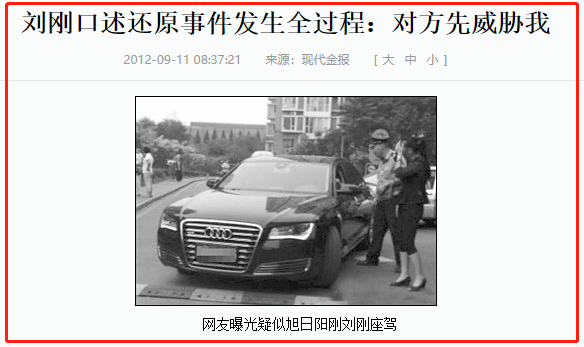 刘刚口述还原事件发生全过程：对方先威胁我
2012-09-11 08:37:21 来源：现代金报 [ 大 中 小 ]
网友曝光疑似旭日阳刚刘刚座驾